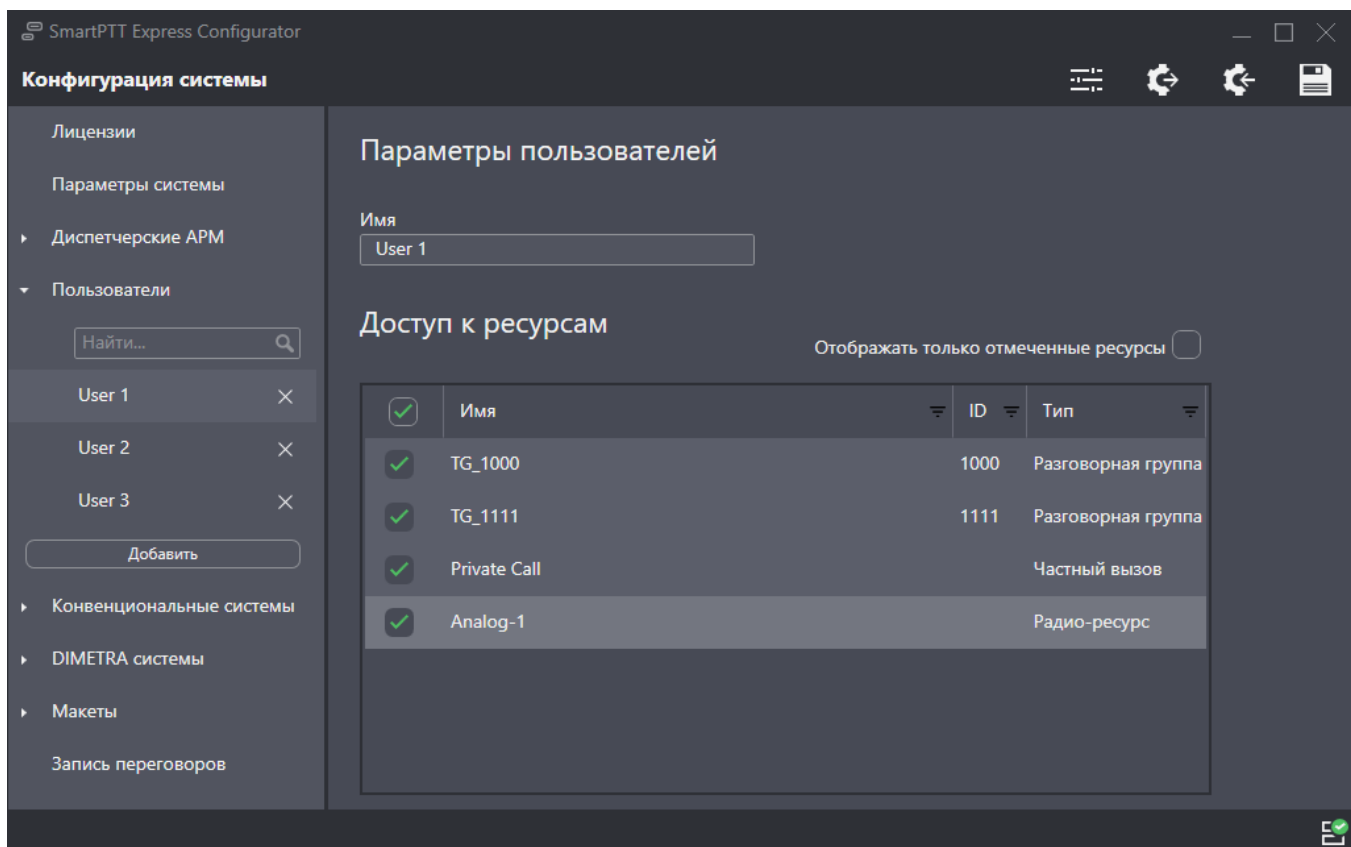 SmartPTT Express Configurator
Конфигурация системы
Лицензии
Параметры системы
Диспетчерские АРМ
Пользователи
Найти...
User 1
User 2
User 3
Добавить
Конвенциональные системы
DIMETRA системы
Макеты
Запись переговоров
Параметры пользователей
Имя
User 1
Доступ к ресурсам
Отображать только отмеченные ресурсы
Имя ID Тип
TG_1000 1000 Разговорная группа
TG_1111 1111 Разговорная группа
Private Call Частный вызов
Analog-1 Радио-ресурс